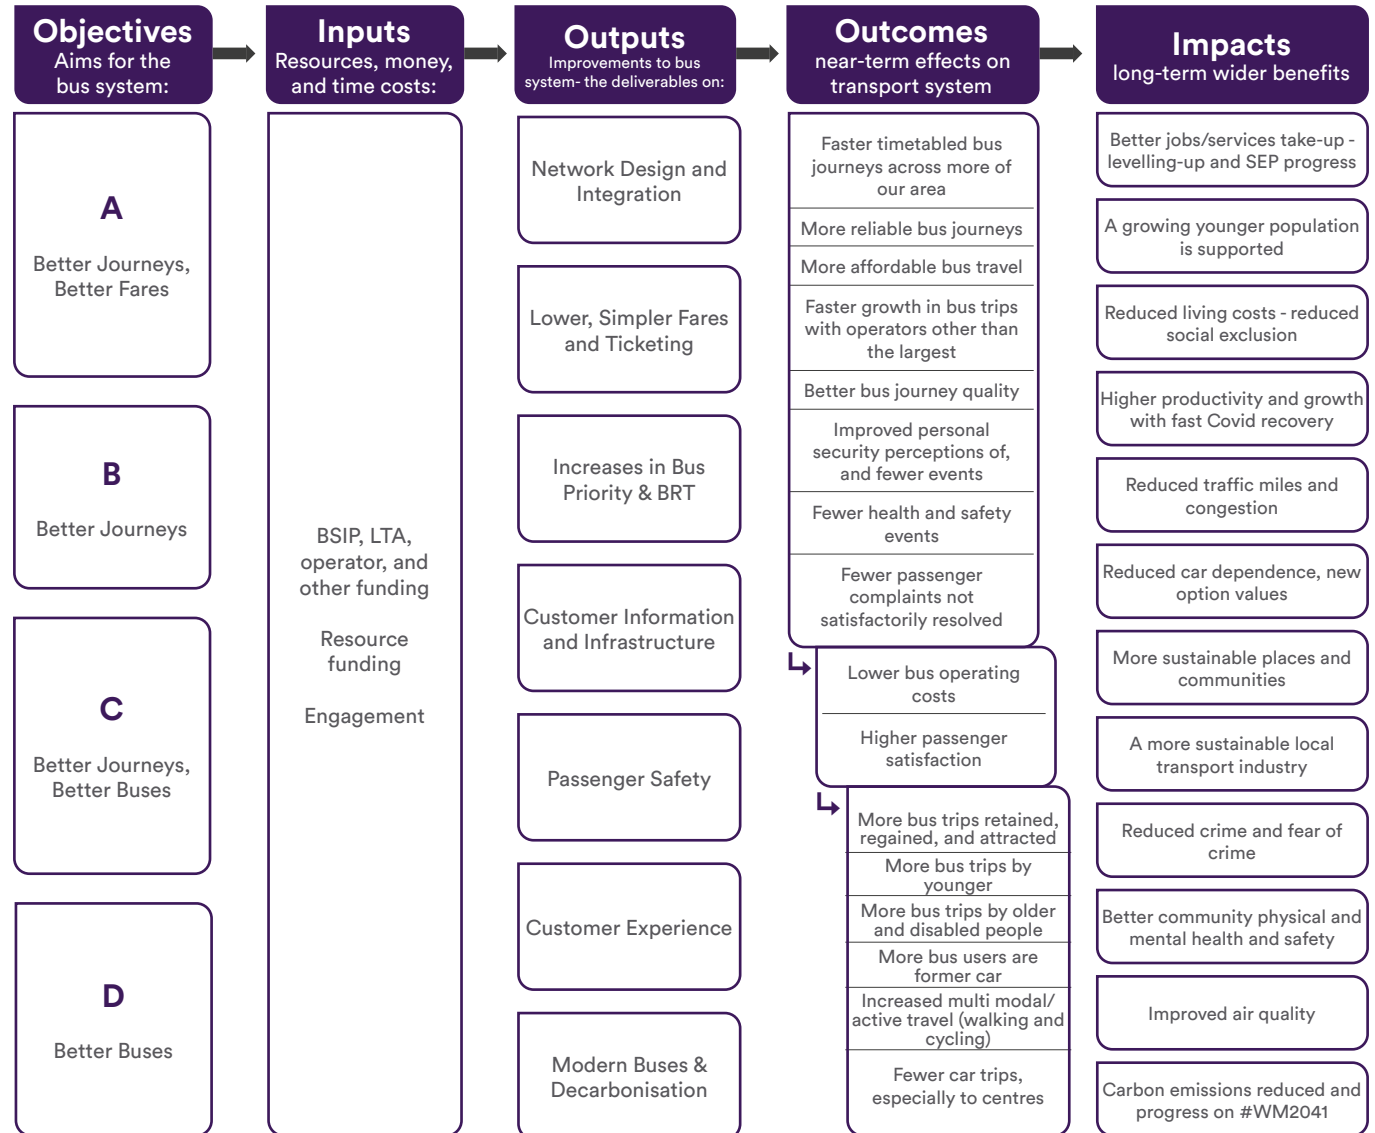 Objectives
Aims for the
bus system:
Inputs
Resources, money,
and time costs:
Outputs
Improvements to bus
system- the deliverables on:
Outcomes
near-term effects on
transport system
Impacts
long-term wider benefits
A
Better Journeys,
Better Fares
B
Better Journeys
C
Better Journeys,
Better Buses
D
Better Buses
BSIP, LTA,
operator, and
other funding
Resource
funding
Engagement
Network Design and
Integration
Lower, Simpler Fares
and Ticketing
Increases in Bus
Priority & BRT
Customer Information
and Infrastructure
Passenger Safety
Customer Experience
Modern Buses &
Decarbonisation
Faster timetabled bus
journeys across more of
our area
More reliable bus journeys
More affordable bus travel
Faster growth in bus trips
with operators other than
the largest
Better bus journey quality
Improved personal
security perceptions of,
and fewer events
Fewer health and safety
events
Fewer passenger
complaints not
satisfactorily resolved
Lower bus operating
costs
Higher passenger
satisfaction
More bus trips retained,
regained, and attracted
More bus trips by
younger
More bus trips by older
and disabled people
More bus users are
former car
Increased multi modal/
active travel (walking and
cycling)
Fewer car trips,
especially to centres
Better jobs/services take-up -
levelling-up and SEP progress
A growing younger population
is supported
Reduced living costs - reduced
social exclusion
Higher productivity and growth
with fast Covid recovery
Reduced traffic miles and
congestion
Reduced car dependence, new
option values
More sustainable places and
communities
A more sustainable local
transport industry
Reduced crime and fear of
crime
Better community physical and
mental health and safety
Improved air quality
Carbon emissions reduced and
progress on #WM2041